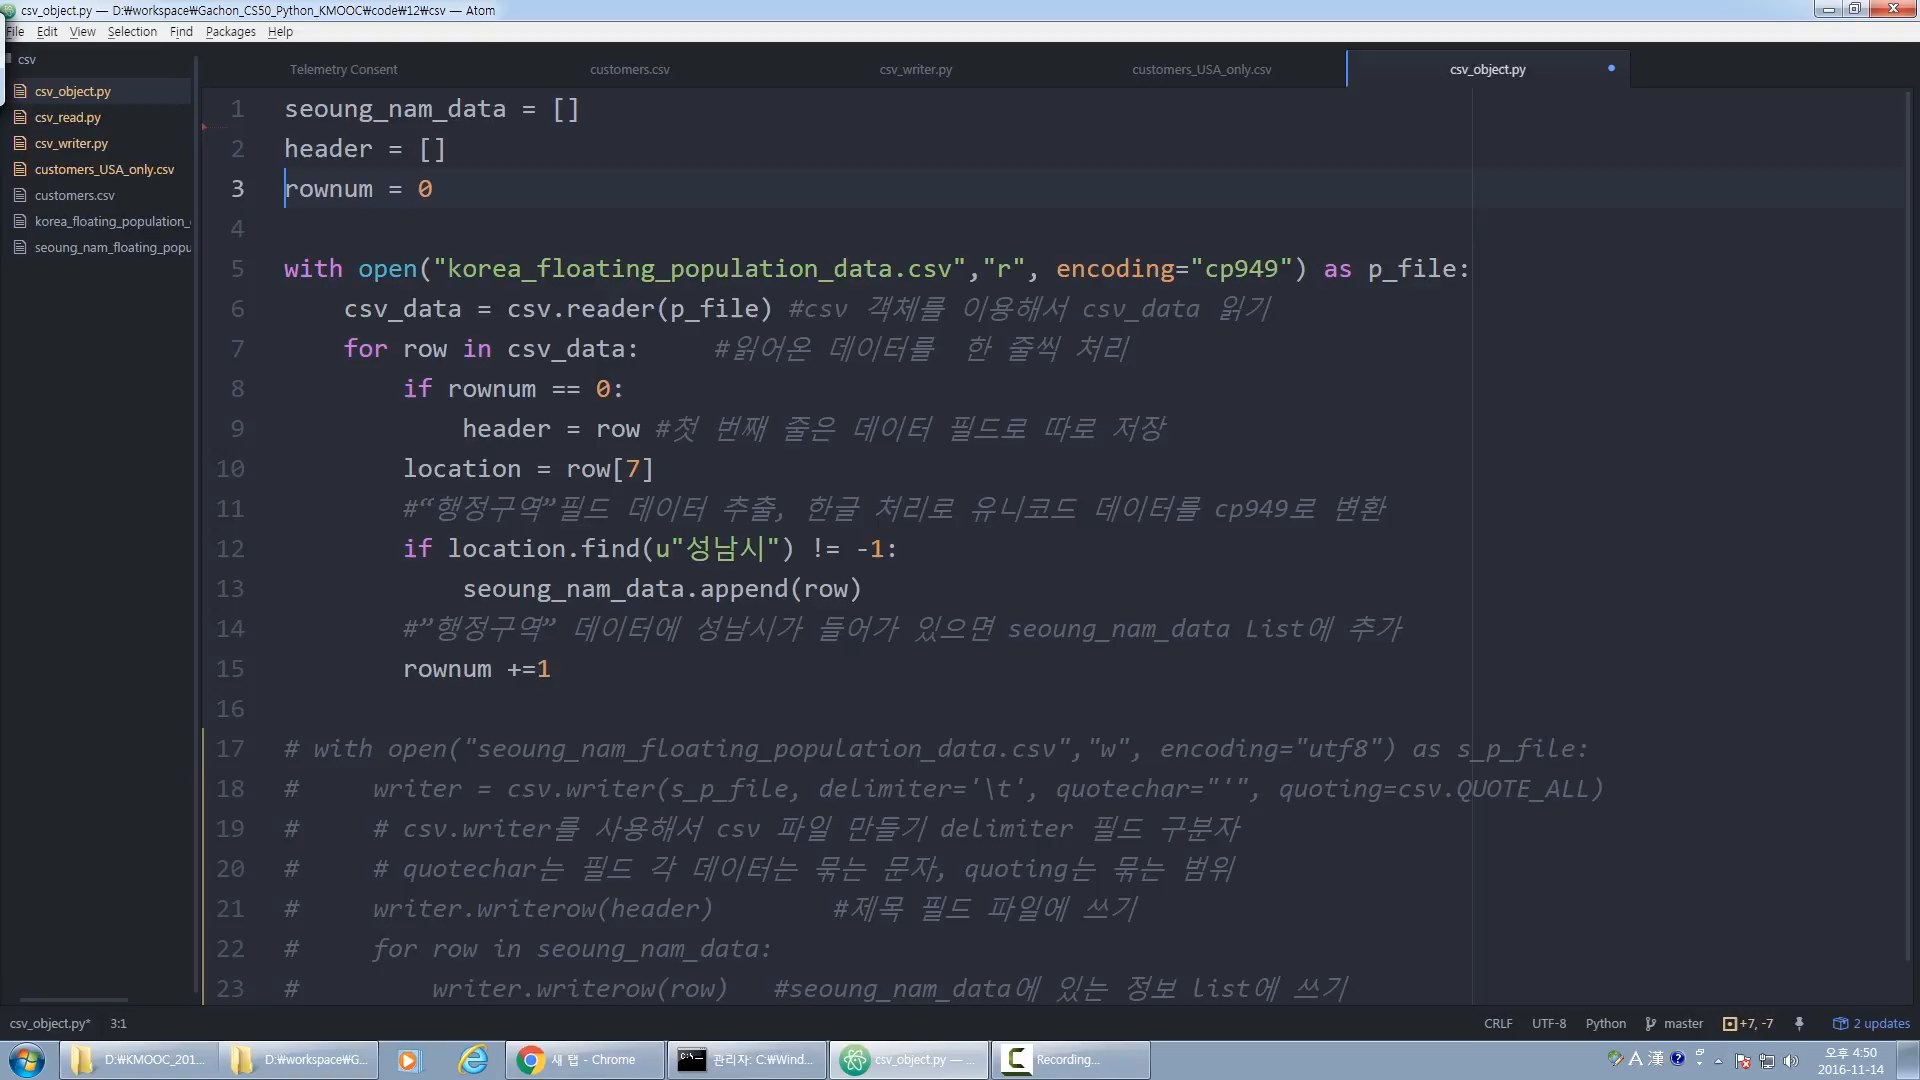 csv_object.py — D:₩workspace₩Gachon_CS50_Python_KMOOC₩code₩12₩csv — Atom
File Edit View Selection Find Packages Help
csv
csv_object.py
csv_read.py
csv_writer.py
customers_USA_only.csv
customers.csv
korea_floating_population_
seoung_nam_floating_popu
Telemetry Consent customers.csv csv_writer.py customers_USA_only.csv csv_object.py
1 seoung_nam_data = []
2 header = []
3 rownum = 0
4
5 with open("korea_floating_population_data.csv","r", encoding="cp949") as p_file:
6 csv_data = csv.reader(p_file) #csv 객체를 이용해서 csv_data 읽기
7 for row in csv_data: #읽어온 데이터를 한 줄씩 처리
8 if rownum == 0:
9 header = row #첫 번째 줄은 데이터 필드로 따로 저장
10 location = row[7]
11 #“행정구역”필드 데이터 추출, 한글 처리로 유니코드 데이터를 cp949로 변환
12 if location.find(u"성남시") != -1:
13 seoung_nam_data.append(row)
14 #”행정구역” 데이터에 성남시가 들어가 있으면 seoung_nam_data List에 추가
15 rownum +=1
16
17 # with open("seoung_nam_floating_population_data.csv","w", encoding="utf8") as s_p_file:
18 # writer = csv.writer(s_p_file, delimiter='\t', quotechar="'", quoting=csv.QUOTE_ALL)
19 # # csv.writer를 사용해서 csv 파일 만들기 delimiter 필드 구분자
20 # # quotechar는 필드 각 데이터는 묶는 문자, quoting는 묶는 범위
21 # writer.writerow(header) #제목 필드 파일에 쓰기
22 # for row in seoung_nam_data:
23 # writer.writerow(row) #seoung_nam_data에 있는 정보 list에 쓰기
csv_object.py* 3:1 CRLF UTF-8 Python master +7, -7 2 updates
D:₩KMOOC_201... D:₩workspace₩G... 새 탭 - Chrome 관리자: C:₩Wind... csv_object.py — ... Recording... A 漢 오후 4:50
2016-11-14